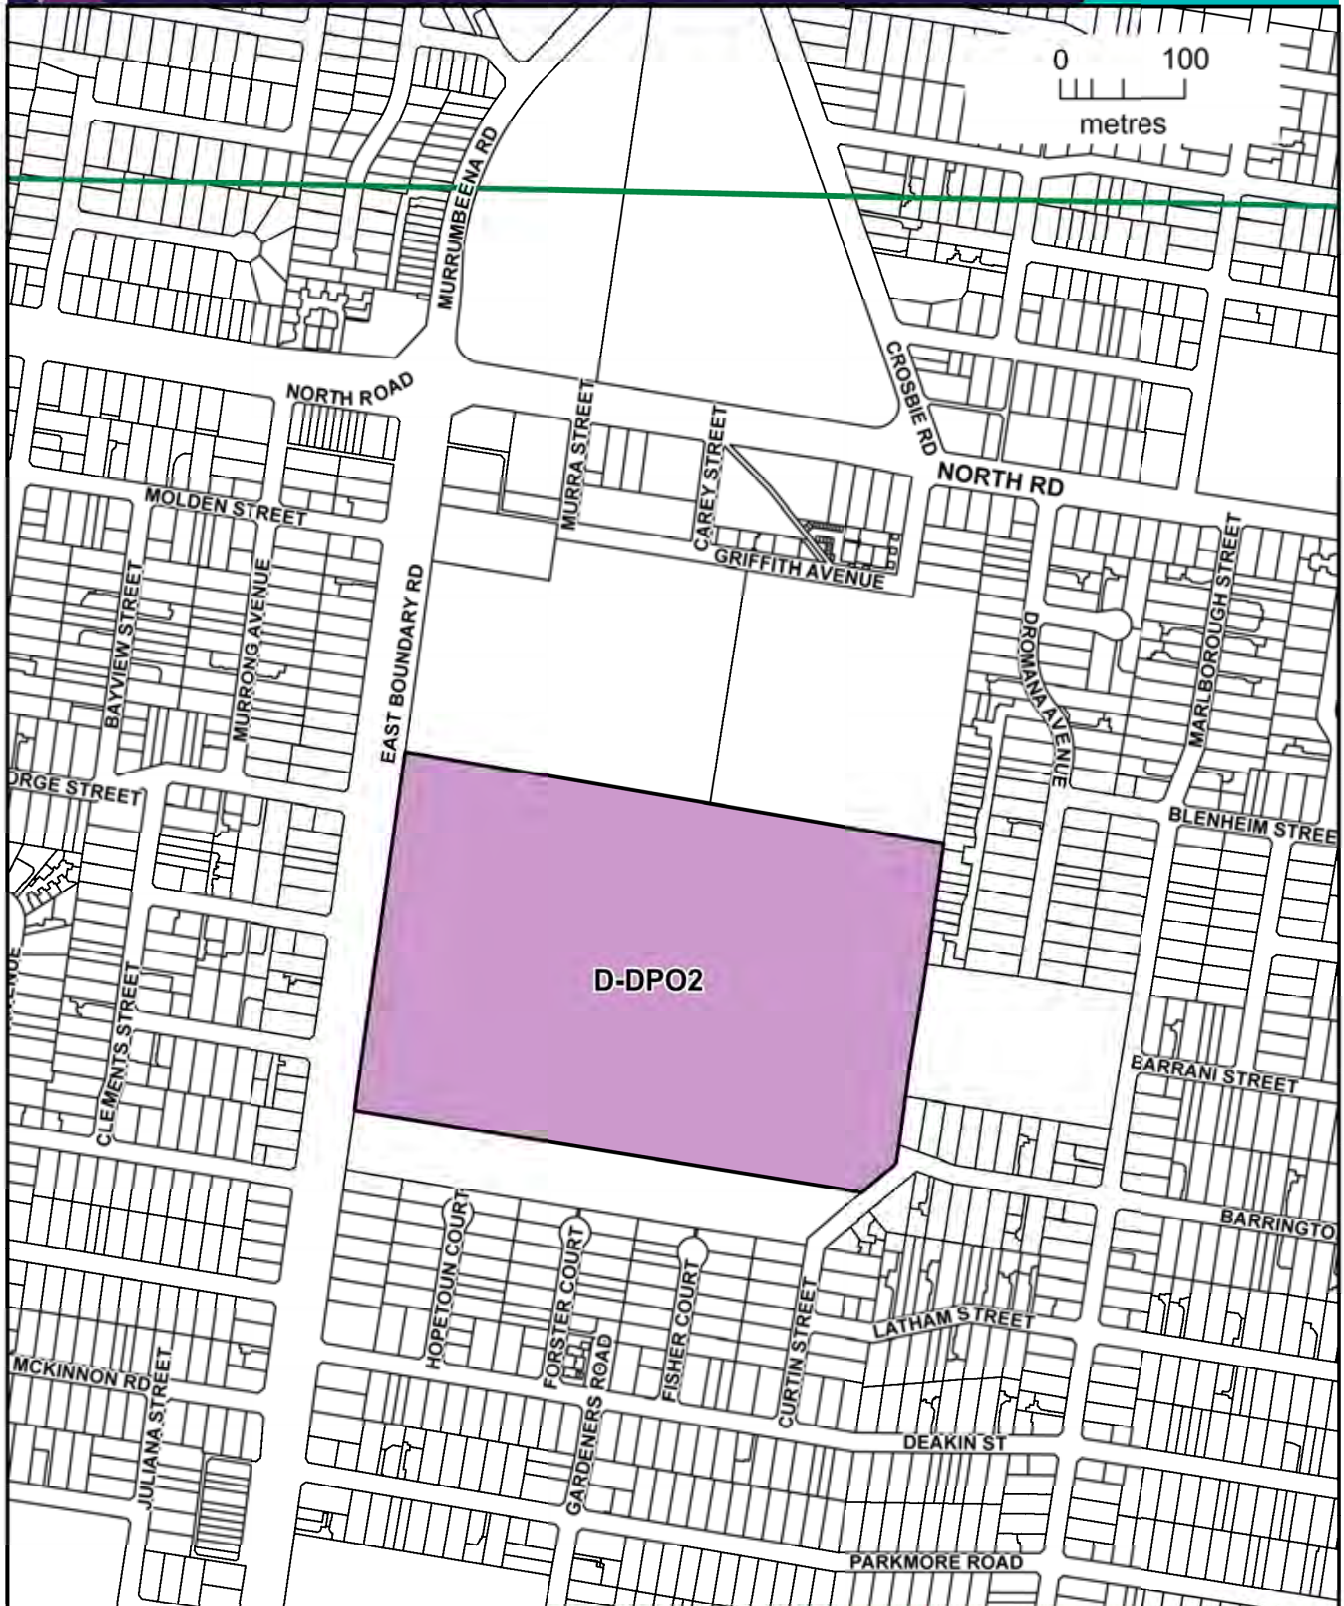 0 100
metres
MURRUMBEENA RD
CROSBIE RD
NORTH ROAD
MURRA STREET
CAREY STREET
NORTH RD
MOLDEN STREET
GRIFFITH AVENUE
EAST BOUNDARY RD
BAYVIEW STREET
MURRONG AVENUE
DROMANA AVENUE
MARLBOROUGH STREET
ORGE STREET
BLENHEIM STREE
D-DPO2
CLEMENTS STREET
ENUE
BARRANI STREET
BARRINGTO
HOPETOUN COURT
FORSTER COURT
FISHER COURT
CURTIN STREET
LATHAM STREET
MCKINNON RD
JULIANA STREET
GARDENERS ROAD
DEAKIN ST
PARKMORE ROAD